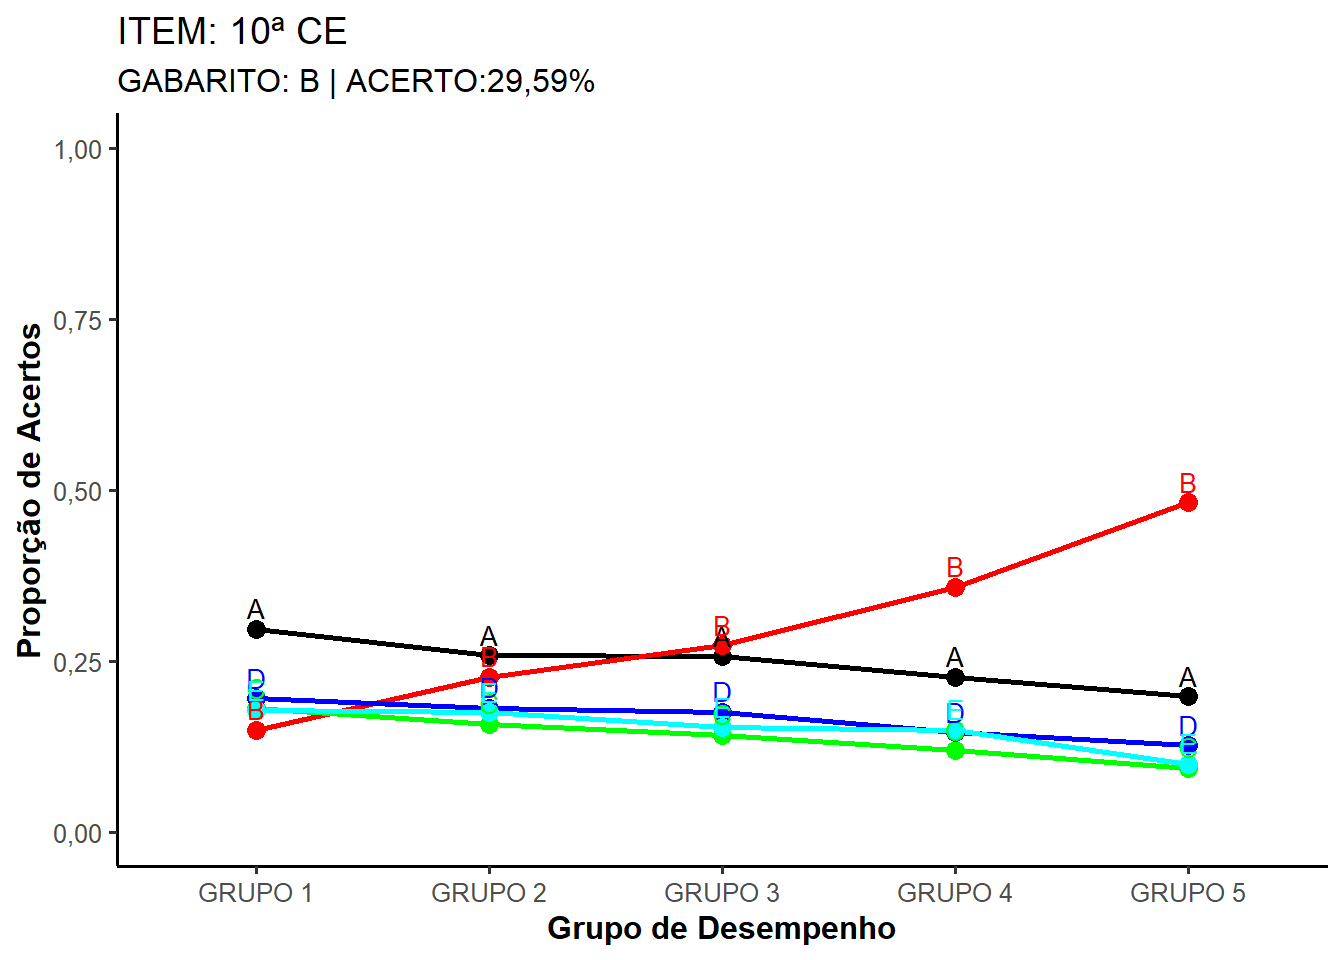 ITEM: 10ª CE
GABARITO: B | ACERTO:29,59%
1,00
0,75
0,50
0,25
0,00
Proporção de Acertos
A
D
B
A
B
D
B
D
B
A
D
B
A
D
GRUPO 1 GRUPO 2 GRUPO 3 GRUPO 4 GRUPO 5
Grupo de Desempenho